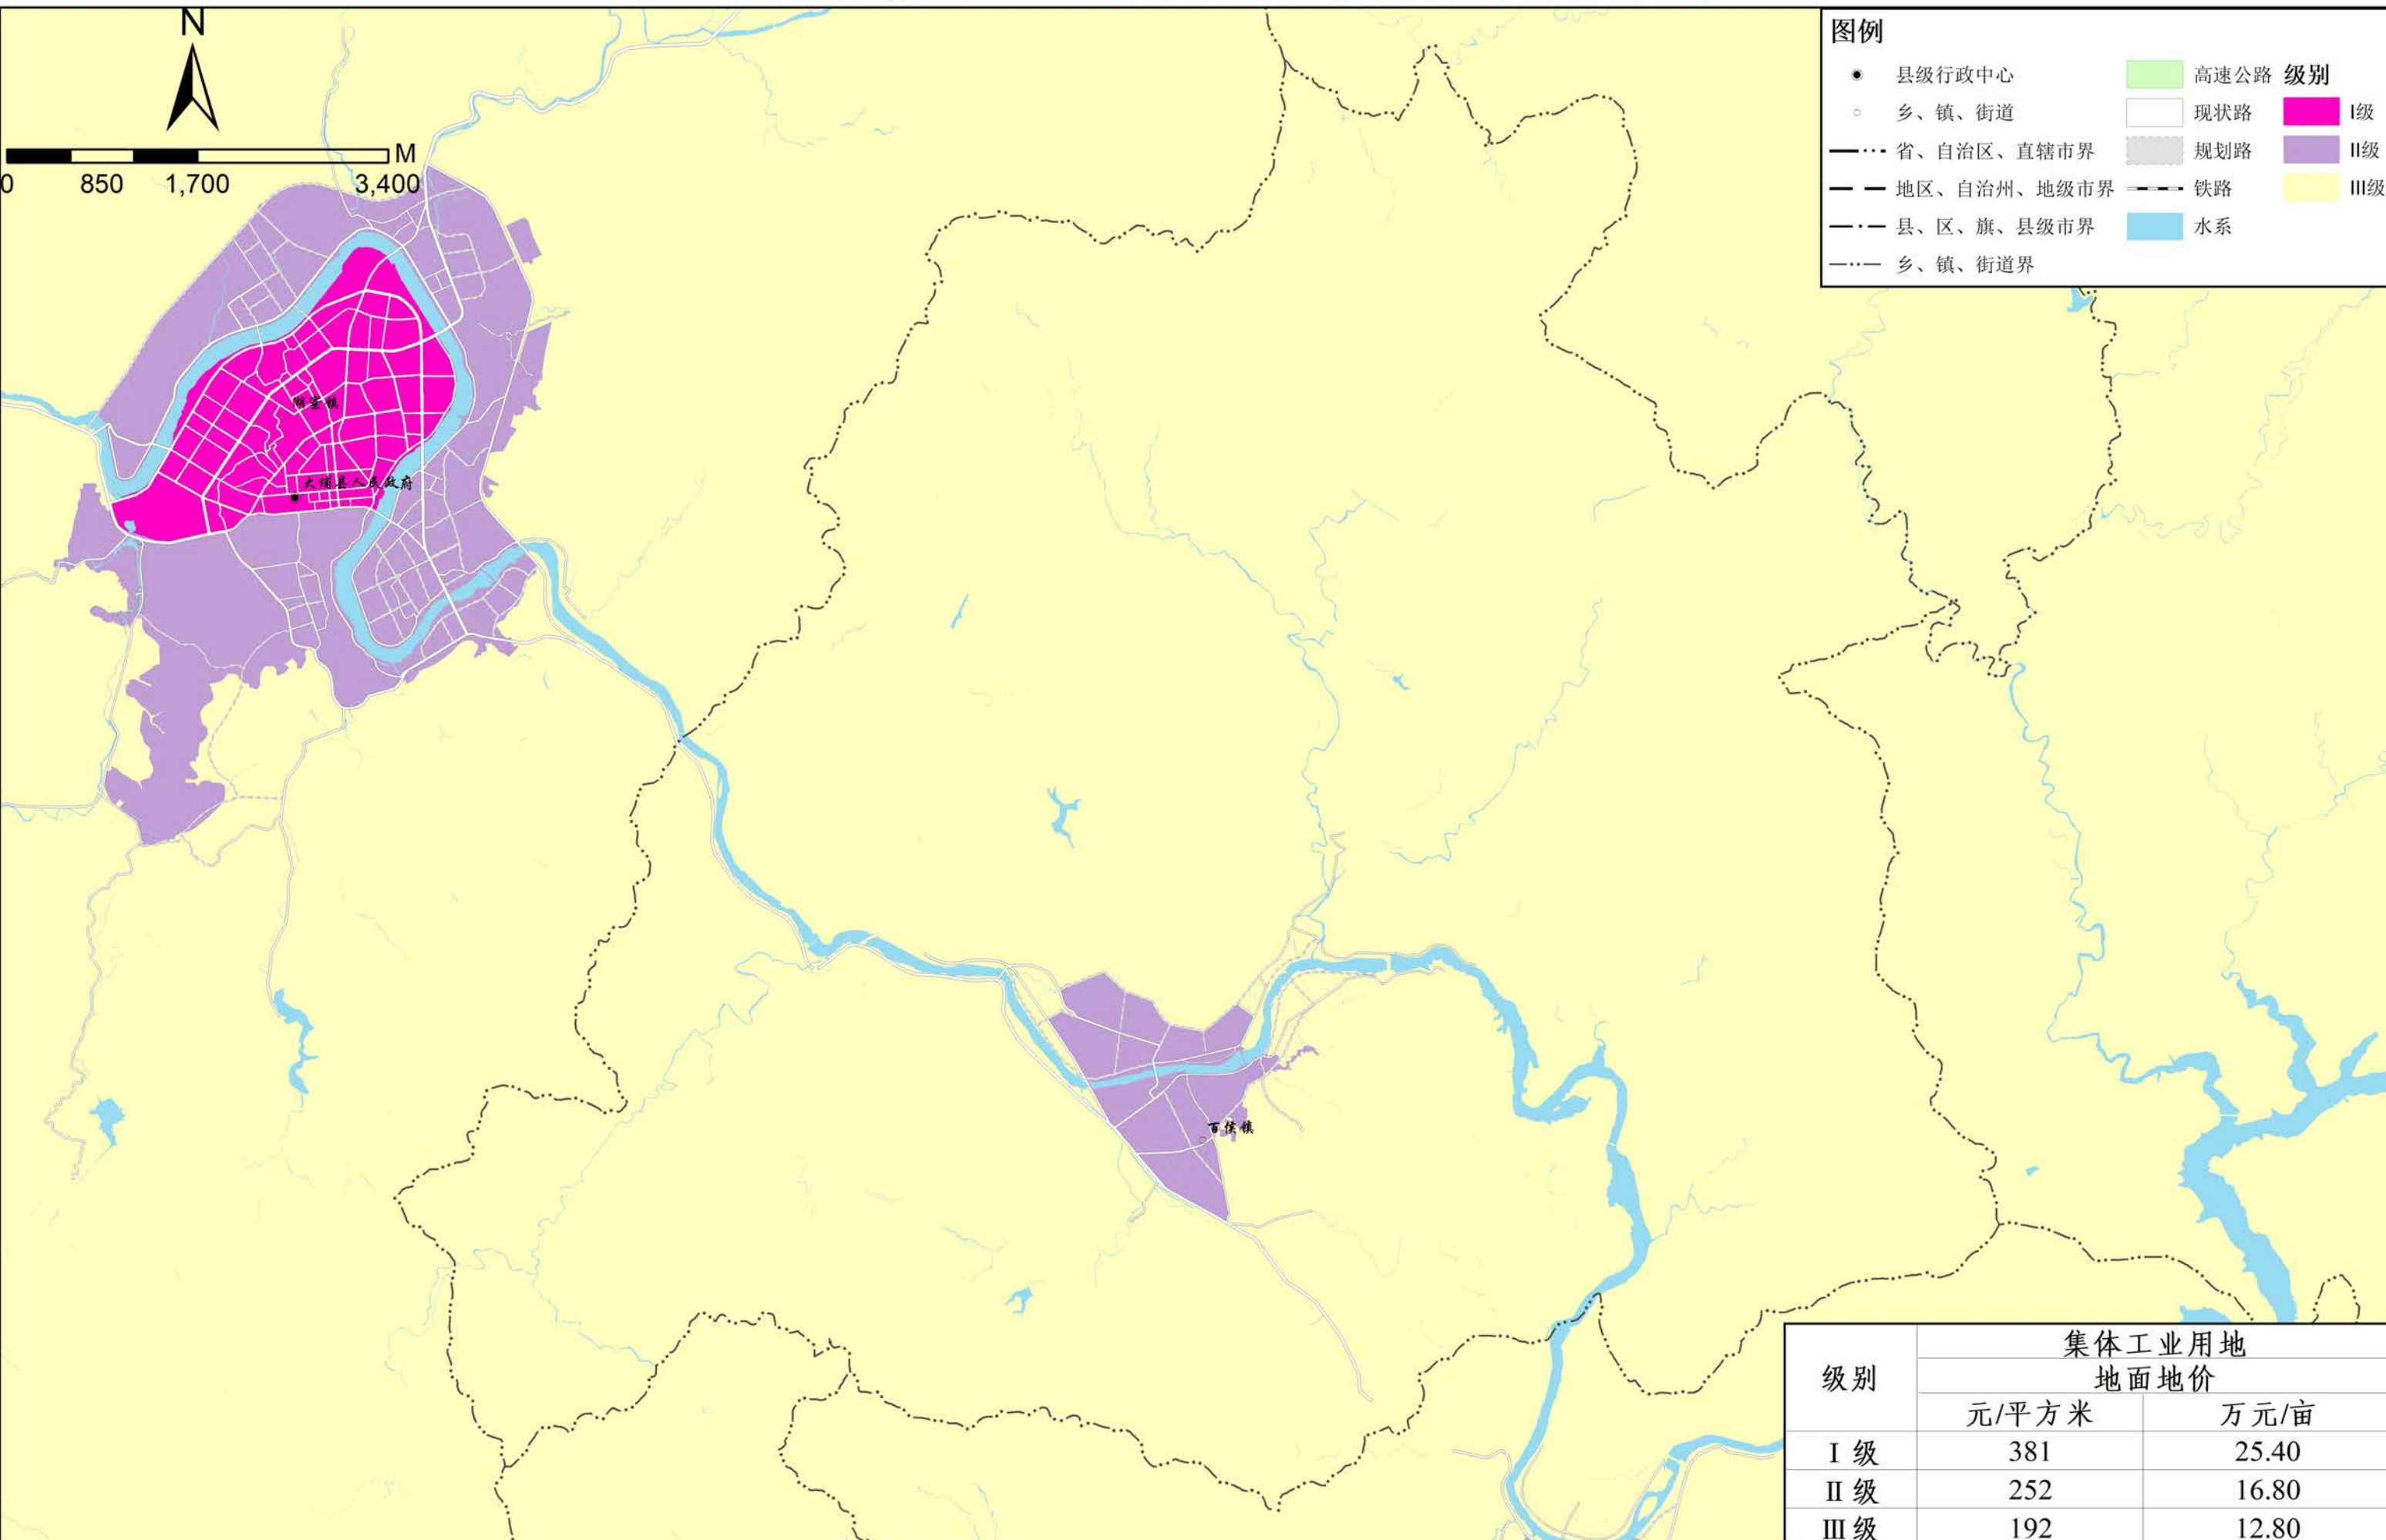 N
M
0 850 1,700 3,400
图例
县级行政中心
乡、镇、街道
省、自治区、直辖市界
地区、自治州、地级市界
县、区、旗、县级市界
乡、镇、街道界
高速公路
现状路
规划路
铁路
水系
级别
I级
II级
III级
湖寮镇
大埔县人民政府
百侯镇
级别
集体工业用地
地面地价
元/平方米 万元/亩
I 级 381 25.40
II 级 252 16.80
III 级 192 12.80